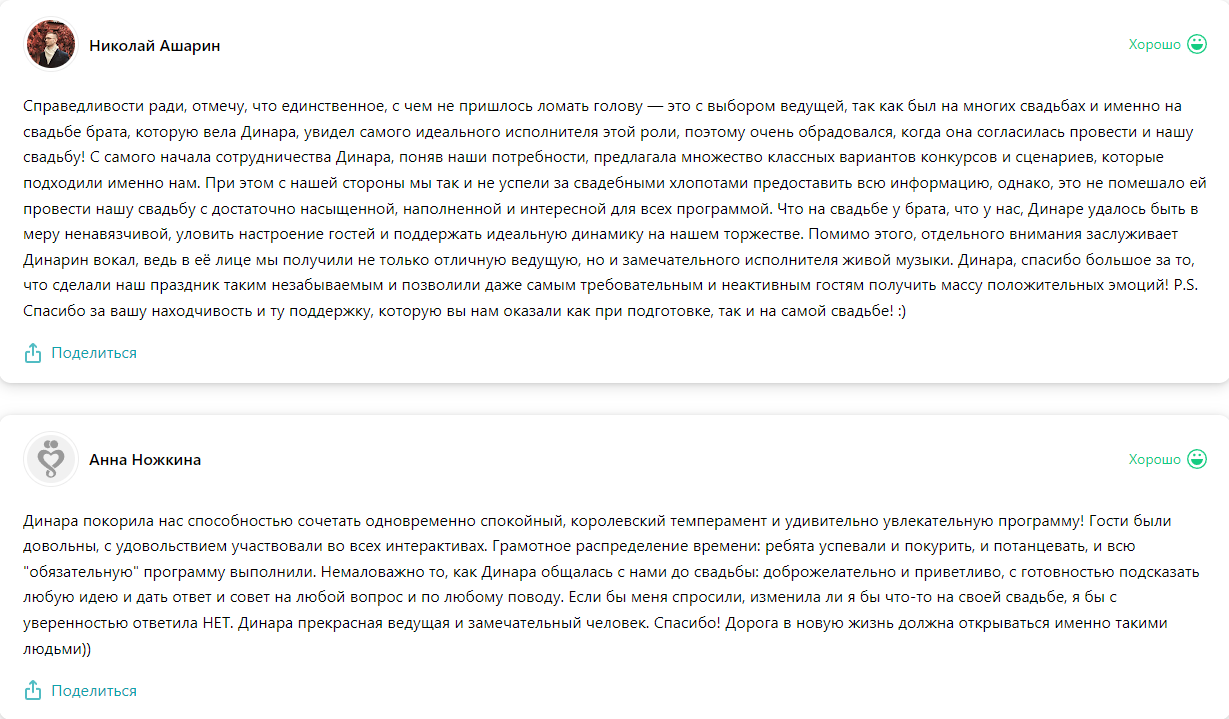 Николай Ашарин
Хорошо
Справедливости ради, отмечу, что единственное, с чем не пришлось ломать голову — это с выбором ведущей, так как был на многих свадьбах и именно на
свадьбе брата, которую вела Динара, увидел самого идеального исполнителя этой роли, поэтому очень обрадовался, когда она согласилась провести и нашу
свадьбу! С самого начала сотрудничества Динара, поняв наши потребности, предлагала множество классных вариантов конкурсов и сценариев, которые
подходили именно нам. При этом с нашей стороны мы так и не успели за свадебными хлопотами предоставить всю информацию, однако, это не помешало ей
провести нашу свадьбу с достаточно насыщенной, наполненной и интересной для всех программой. Что на свадьбе у брата, что у нас, Динаре удалось быть в
меру ненавязчивой, уловить настроение гостей и поддержать идеальную динамику на нашем торжестве. Помимо этого, отдельного внимания заслуживает
Динарин вокал, ведь в её лице мы получили не только отличную ведущую, но и замечательного исполнителя живой музыки. Динара, спасибо большое за то,
что сделали наш праздник таким незабываемым и позволили даже самым требовательным и неактивным гостям получить массу положительных эмоций! P.S.
Спасибо за вашу находчивость и ту поддержку, которую вы нам оказали как при подготовке, так и на самой свадьбе! :)
Поделиться
Анна Ножкина
Хорошо
Динара покорила нас способностью сочетать одновременно спокойный, королевский темперамент и удивительно увлекательную программу! Гости были
довольны, с удовольствием участвовали во всех интерактивах. Грамотное распределение времени: ребята успевали и покурить, и потанцевать, и всю
"обязательную" программу выполнили. Немаловажно то, как Динара общалась с нами до свадьбы: доброжелательно и приветливо, с готовностью подсказать
любую идею и дать ответ и совет на любой вопрос и по любому поводу. Если бы меня спросили, изменила ли я бы что-то на своей свадьбе, я бы с
уверенностью ответила НЕТ. Динара прекрасная ведущая и замечательный человек. Спасибо! Дорога в новую жизнь должна открываться именно такими
людьми))
Поделиться